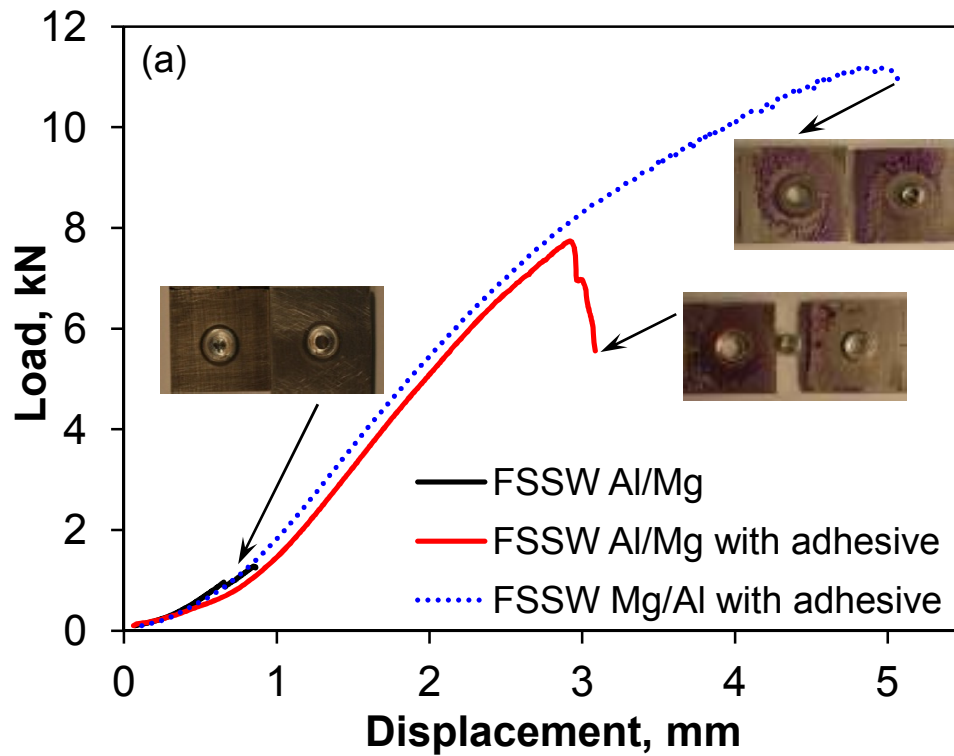 (a)
12
10
8
6
4
2
0
Load, kN
FSSW Al/Mg
FSSW Al/Mg with adhesive
FSSW Mg/Al with adhesive
0 1 2 3 4 5
Displacement, mm